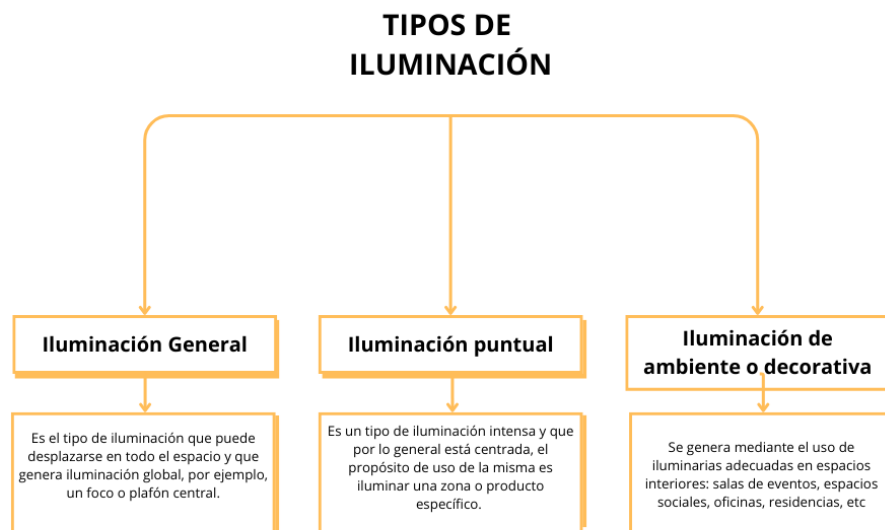 TIPOS DE
ILUMINACIÓN
Iluminación General
Iluminación puntual
Iluminación de
ambiente o decorativa
Es el tipo de iluminación que puede
desplazarse en todo el espacio y que
genera iluminación global, por ejemplo,
un foco o plafón central.
Es un tipo de iluminación intensa y que
por lo general está centrada, el
propósito de uso de la misma es
iluminar una zona o producto
específico.
Se genera mediante el uso de
iluminarias adecuadas en espacios
interiores: salas de eventos, espacios
sociales, oficinas, residencias, etc